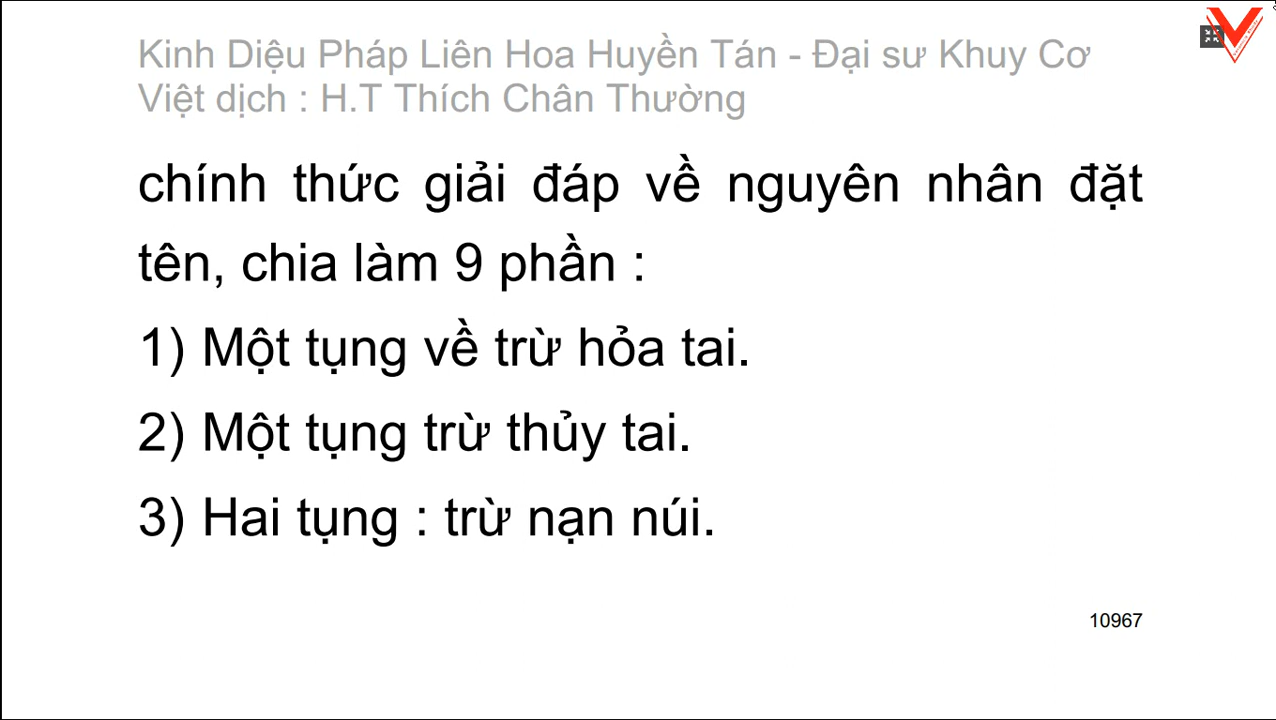 Kinh Diệu Pháp Liên Hoa Huyền Tán - Đại sư Khuy Cơ
Việt dịch : H.T Thích Chân Thường
chính thức giải đáp về nguyên nhân đặt
tên, chia làm 9 phần :
1) Một tụng về trừ hỏa tai.
2) Một tụng trừ thủy tai.
3) Hai tụng : trừ nạn núi.
10967